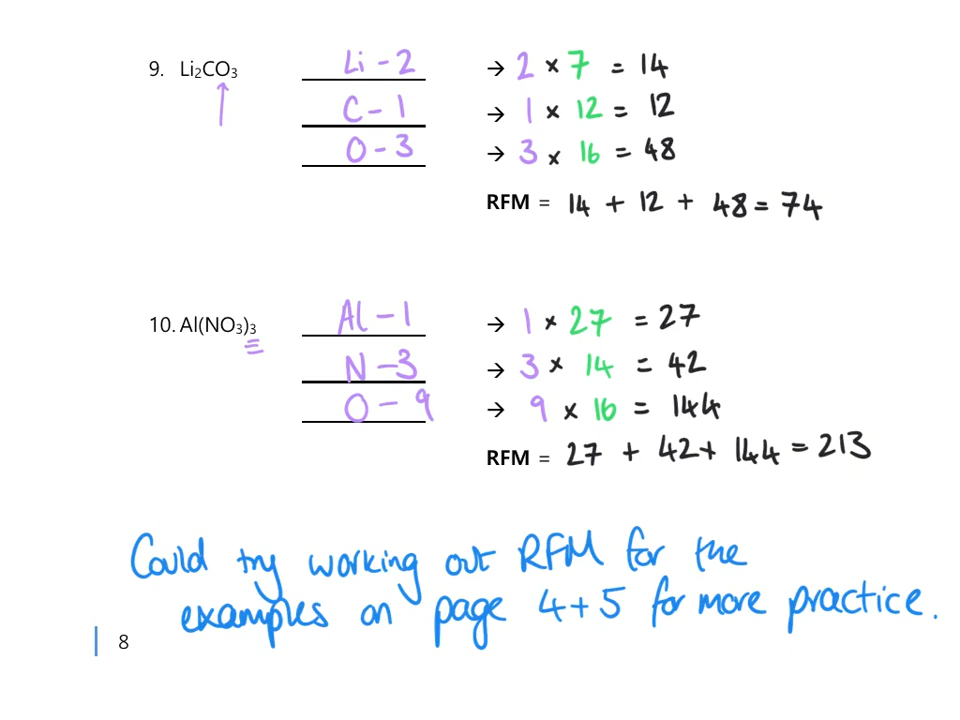 9. Li₂CO₃ Li - 2 → 2 × 7 = 14
C - 1 → 1 × 12 = 12
O - 3 → 3 × 16 = 48
RFM = 14 + 12 + 48 = 74
10. Al(NO₃)₃ Al - 1 → 1 × 27 = 27
N - 3 → 3 × 14 = 42
O - 9 → 9 × 16 = 144
RFM = 27 + 42 + 144 = 213
Could try working out RFM for the
examples on page 4+5 for more practice.
8